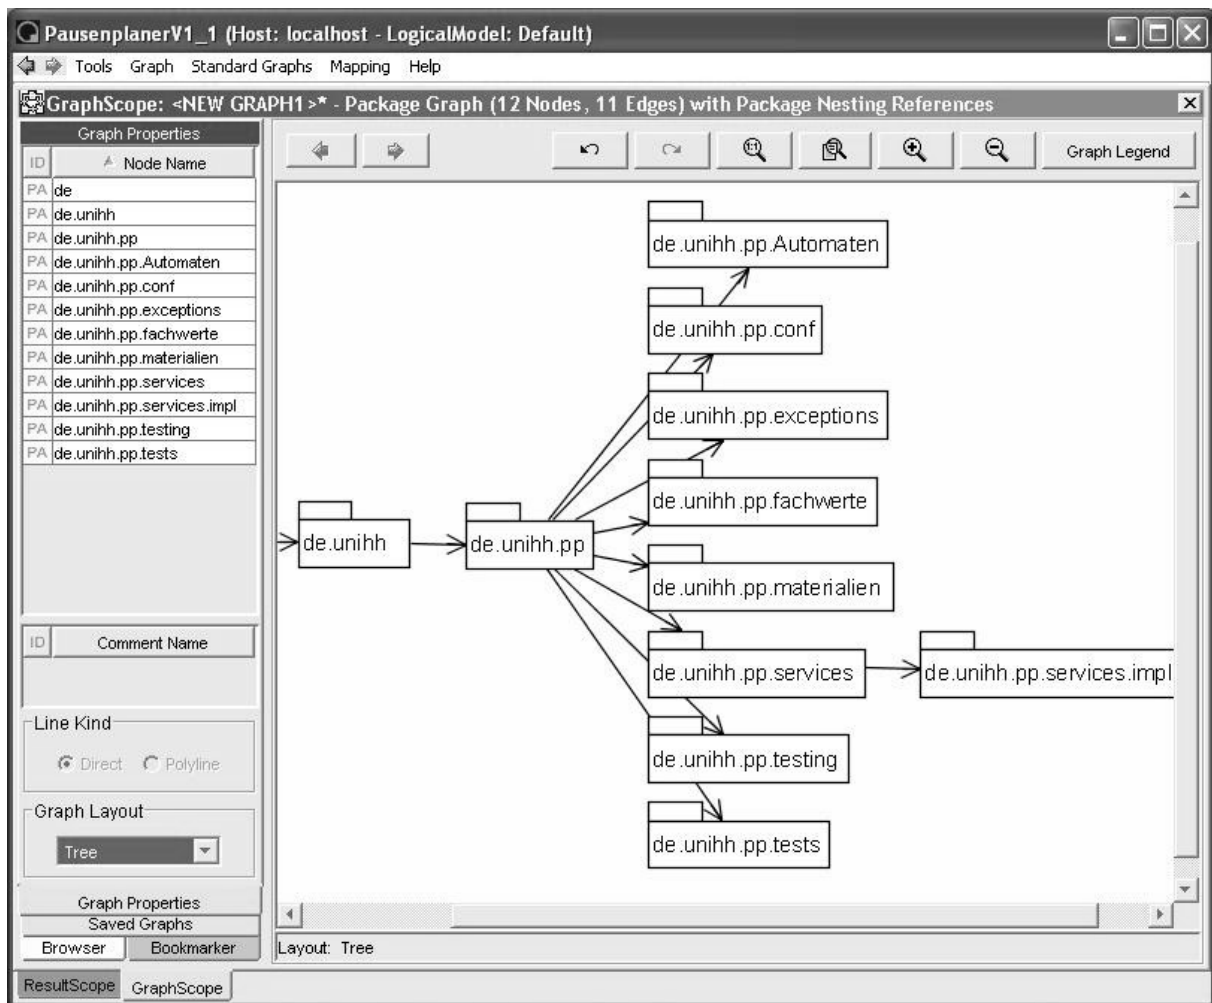 PausenplanerV1_1 (Host: localhost - LogicalModel: Default)
Tools Graph Standard Graphs Mapping Help
GraphScope: <NEW GRAPH1>* - Package Graph (12 Nodes, 11 Edges) with Package Nesting References
Graph Properties
ID Node Name
PA de
PA de.unihh
PA de.unihh.pp
PA de.unihh.pp.Automaten
PA de.unihh.pp.conf
PA de.unihh.pp.exceptions
PA de.unihh.pp.fachwerte
PA de.unihh.pp.materialien
PA de.unihh.pp.services
PA de.unihh.pp.services.impl
PA de.unihh.pp.testing
PA de.unihh.pp.tests
ID Comment Name
Line Kind
Direct Polyline
Graph Layout
Tree
Graph Properties
Saved Graphs
Browser Bookmarker
ResultScope GraphScope
1:1
Graph Legend
de.unihh.pp.Automaten
de.unihh.pp.conf
de.unihh.pp.exceptions
de.unihh.pp.fachwerte
de.unihh
de.unihh.pp
de.unihh.pp.materialien
de.unihh.pp.services
de.unihh.pp.services.impl
de.unihh.pp.testing
de.unihh.pp.tests
Layout: Tree